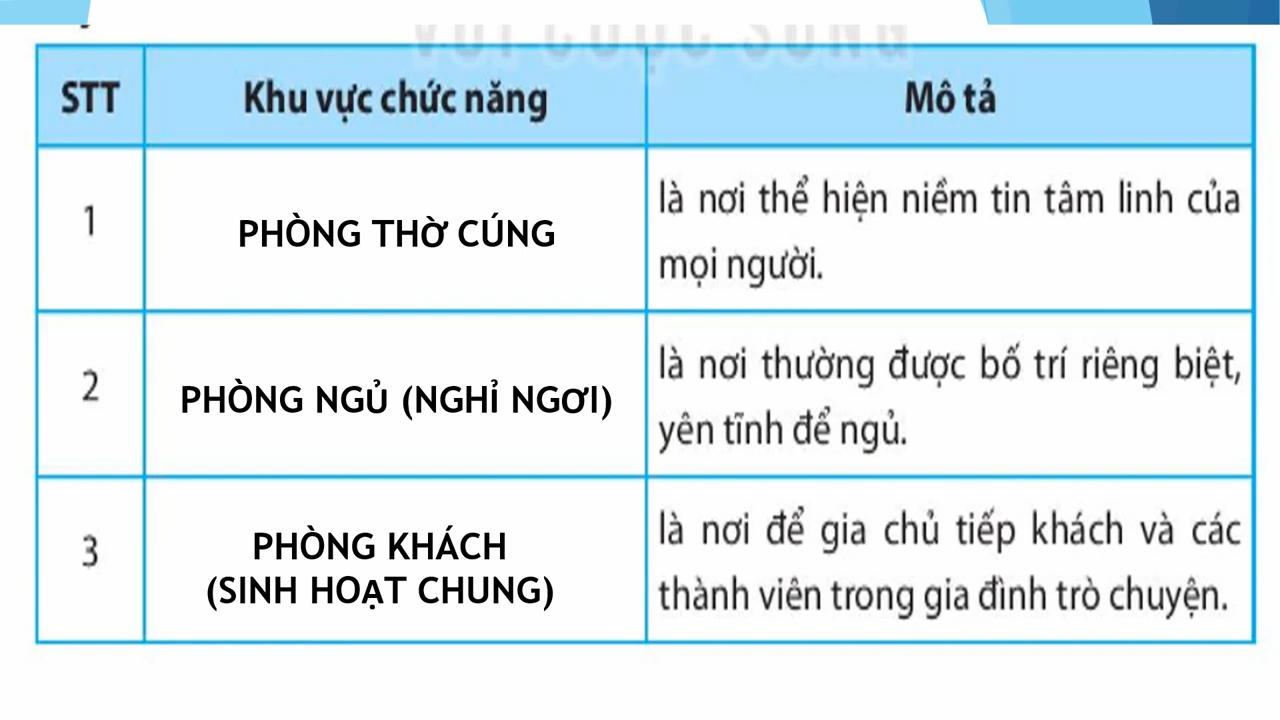 VỚI CUỘC SỐNG
STT Khu vực chức năng Mô tả
1 PHÒNG THỜ CÚNG là nơi thể hiện niềm tin tâm linh của
mọi người.
2 PHÒNG NGỦ (NGHỈ NGƠI) là nơi thường được bố trí riêng biệt,
yên tĩnh để ngủ.
3 PHÒNG KHÁCH
(SINH HOẠT CHUNG) là nơi để gia chủ tiếp khách và các
thành viên trong gia đình trò chuyện.